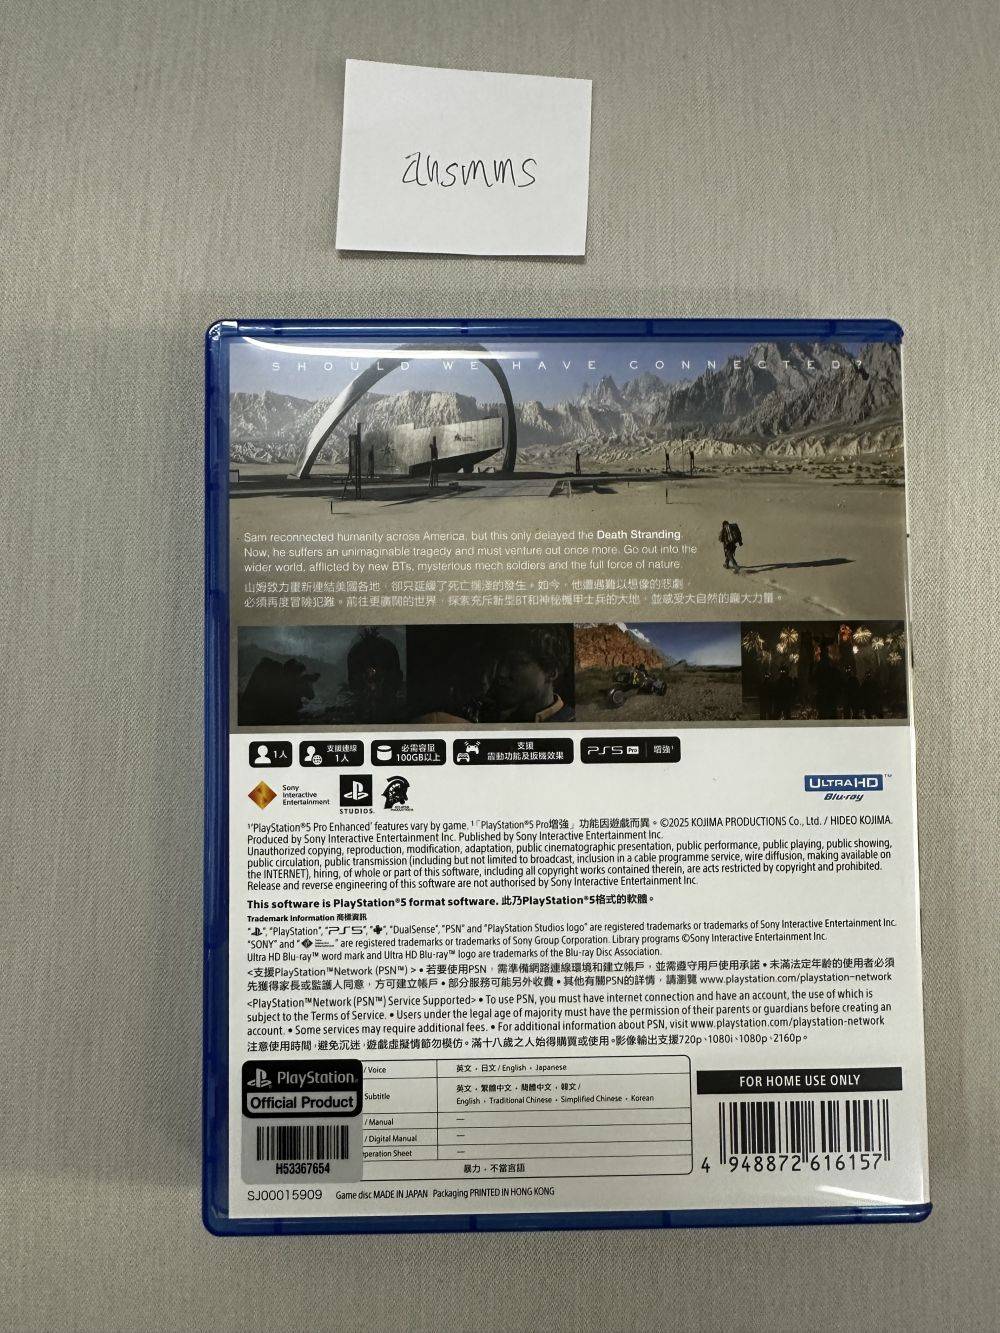 ansmms
SHOULD WE HAVE CONNECTED?
Sam reconnected humanity across America, but this only delayed the Death Stranding.
Now, he suffers an unimaginable tragedy and must venture out once more. Go out into the
wider world, afflicted by new BTs, mysterious mech soldiers and the full force of nature.
山姆致力重新連結美國各地，卻只延緩了死亡擱淺的發生。如今，他遭遇難以想像的悲劇，
必須再度冒險犯難。前往更廣闊的世界，探索充斥新型BT和神秘機甲士兵的大地，並感受大自然的龐大力量。
1人
支援連線
1人
必需容量
100GB以上
支援
震動功能及扳機效果
PS5 Pro 增強¹
Sony
Interactive
Entertainment
STUDIOS
ULTRA HD™
Blu-ray
¹'PlayStation®5 Pro Enhanced' features vary by game. ¹「PlayStation®5 Pro增強」功能因遊戲而異。©2025 KOJIMA PRODUCTIONS Co., Ltd. / HIDEO KOJIMA.
Produced by Sony Interactive Entertainment Inc. Published by Sony Interactive Entertainment Inc.
Unauthorized copying, reproduction, modification, adaptation, public cinematographic presentation, public performance, public playing, public showing,
public circulation, public transmission (including but not limited to broadcast, inclusion in a cable programme service, wire diffusion, making available on
the INTERNET), hiring, of whole or part of this software, including all copyright works contained therein, are acts restricted by copyright and prohibited.
Release and reverse engineering of this software are not authorised by Sony Interactive Entertainment Inc.
This software is PlayStation®5 format software. 此乃PlayStation®5格式的軟體。
Trademark Information 商標資訊
" ", "PlayStation", "PS5", " ", "DualSense", "PSN" and "PlayStation Studios logo" are registered trademarks or trademarks of Sony Interactive Entertainment Inc.
"SONY" and " " are registered trademarks or trademarks of Sony Group Corporation. Library programs ©Sony Interactive Entertainment Inc.
Ultra HD Blu-ray™ word mark and Ultra HD Blu-ray™ logo are trademarks of the Blu-ray Disc Association.
<支援PlayStation™Network (PSN™) > • 若要使用PSN，需準備網路連線環境和建立帳戶，並需遵守用戶使用承諾 • 未滿法定年齡的使用者必須
先獲得家長或監護人同意，方可建立帳戶 • 部分服務可能另外收費 • 其他有關PSN的詳情，請瀏覽 www.playstation.com/playstation-network
<PlayStation™Network (PSN™) Service Supported> • To use PSN, you must have internet connection and have an account, the use of which is
subject to the Terms of Service. • Users under the legal age of majority must have the permission of their parents or guardians before creating an
account. • Some services may require additional fees. • For additional information about PSN, visit www.playstation.com/playstation-network
注意使用時間，避免沉迷，遊戲虛擬情節勿模仿。滿十八歲之人始得購買或使用。影像輸出支援720p、1080i、1080p、2160p。
PlayStation®
Official Product
H53367654
/ Voice 英文，日文 / English，Japanese
Subtitle 英文，繁體中文，簡體中文，韓文 /
English，Traditional Chinese，Simplified Chinese，Korean
/ Manual —
/ Digital Manual —
peration Sheet —
暴力，不當言語
FOR HOME USE ONLY
4 948872 616157
SJ00015909 Game disc MADE IN JAPAN Packaging PRINTED IN HONG KONG